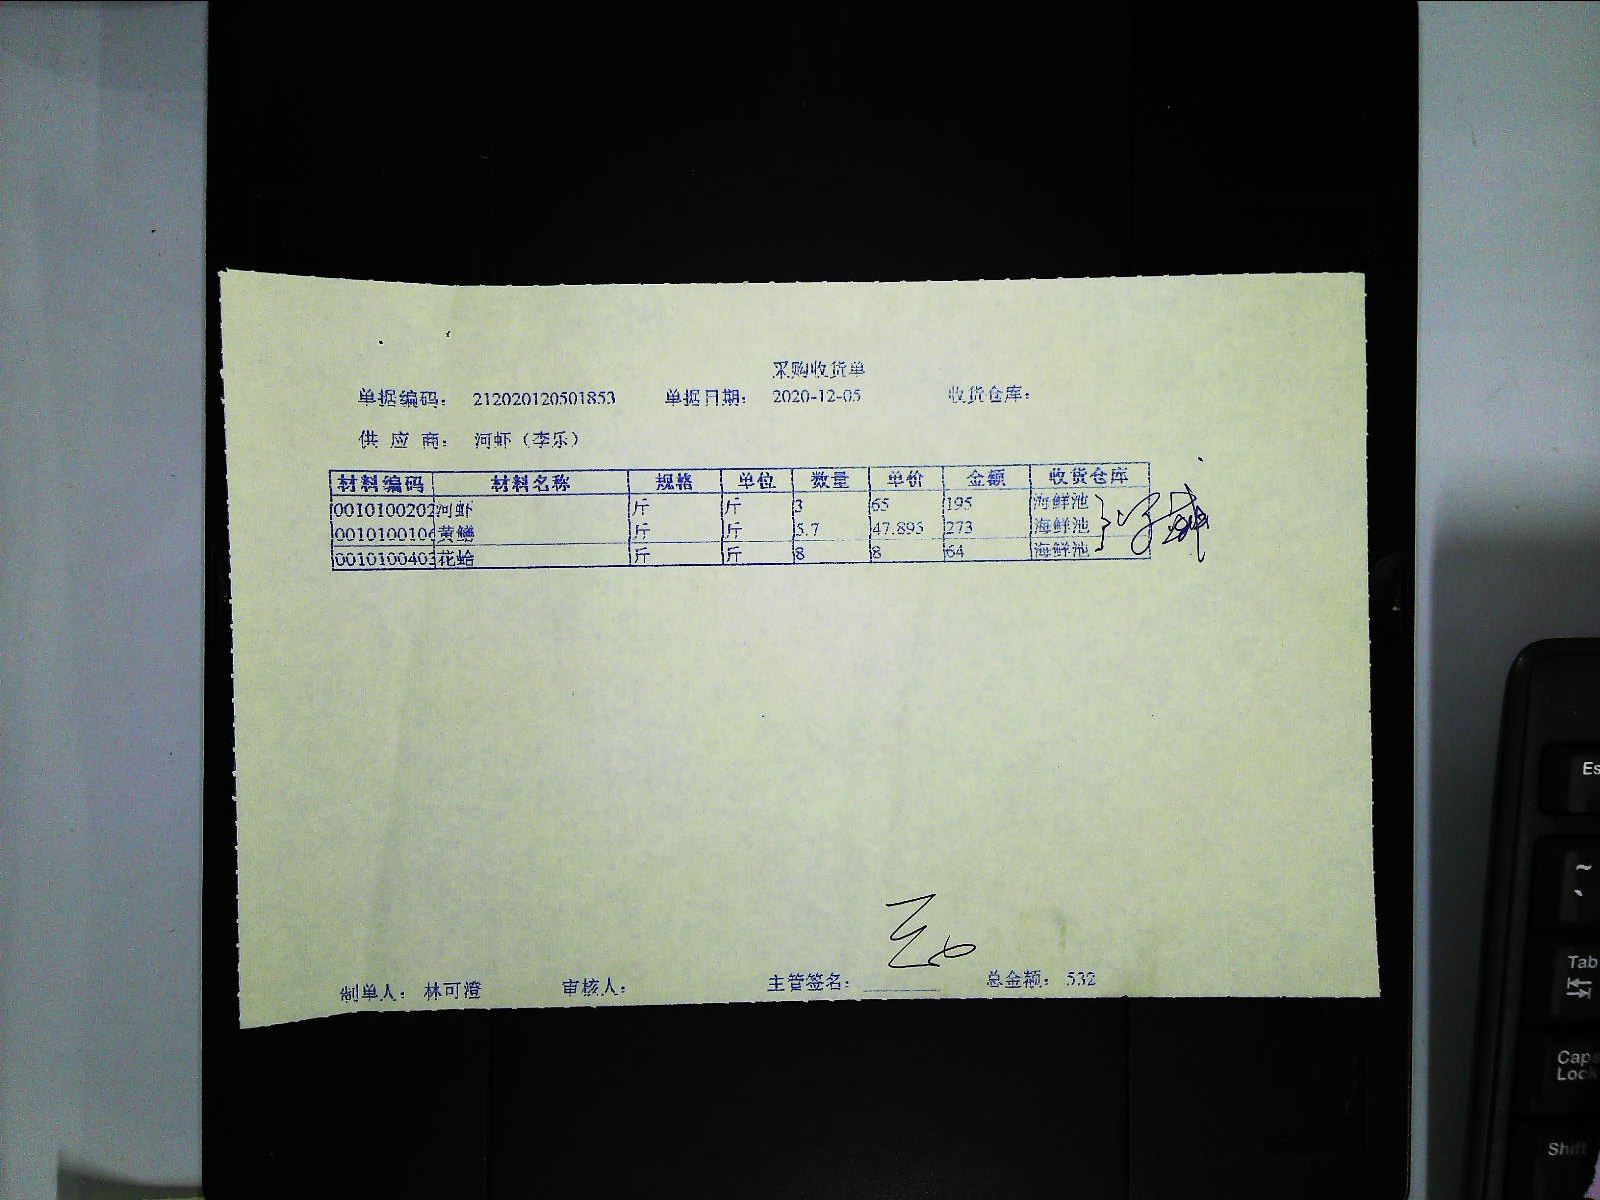 采购收货单
单据编码： 212020120501853 单据日期： 2020-12-05 收货仓库：
供 应 商： 河虾（李乐）
材料编码 材料名称 规格 单位 数量 单价 金额 收货仓库
0010100202 河虾 斤 斤 3 65 195 海鲜池
0010100106 黄鳝 斤 斤 5.7 47.895 273 海鲜池
0010100403 花蛤 斤 斤 8 8 64 海鲜池
制单人： 林可澄 审核人： 主管签名： 总金额： 532
Es
~
Tab
Caps
Lock
Shift